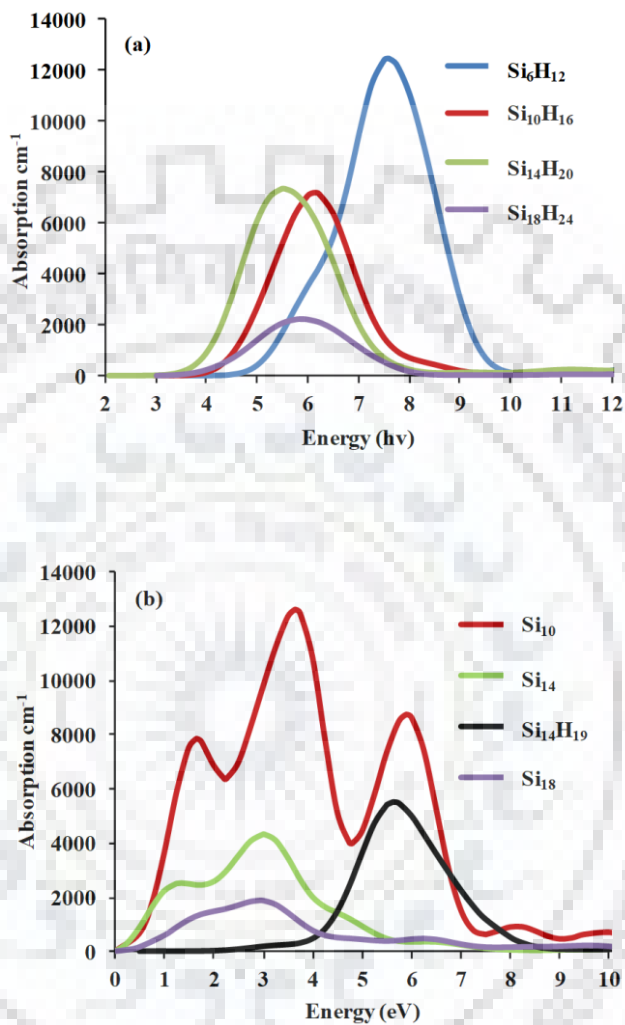 14000
(a)
12000
10000
8000
6000
4000
2000
0
Absorption cm⁻¹
Si₆H₁₂
Si₁₀H₁₆
Si₁₄H₂₀
Si₁₈H₂₄
2 3 4 5 6 7 8 9 10 11 12
Energy (hν)
14000
(b)
12000
10000
8000
6000
4000
2000
0
Absorption cm⁻¹
Si₁₀
Si₁₄
Si₁₄H₁₉
Si₁₈
0 1 2 3 4 5 6 7 8 9 10
Energy (eV)